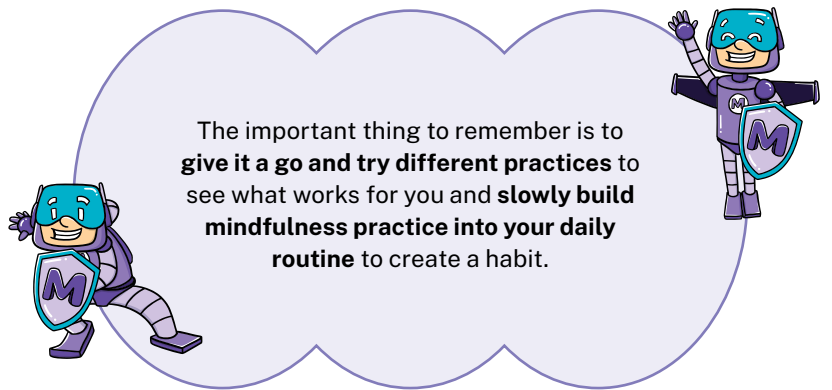 The important thing to remember is to
give it a go and try different practices to
see what works for you and slowly build
mindfulness practice into your daily
routine to create a habit.
M
M
M